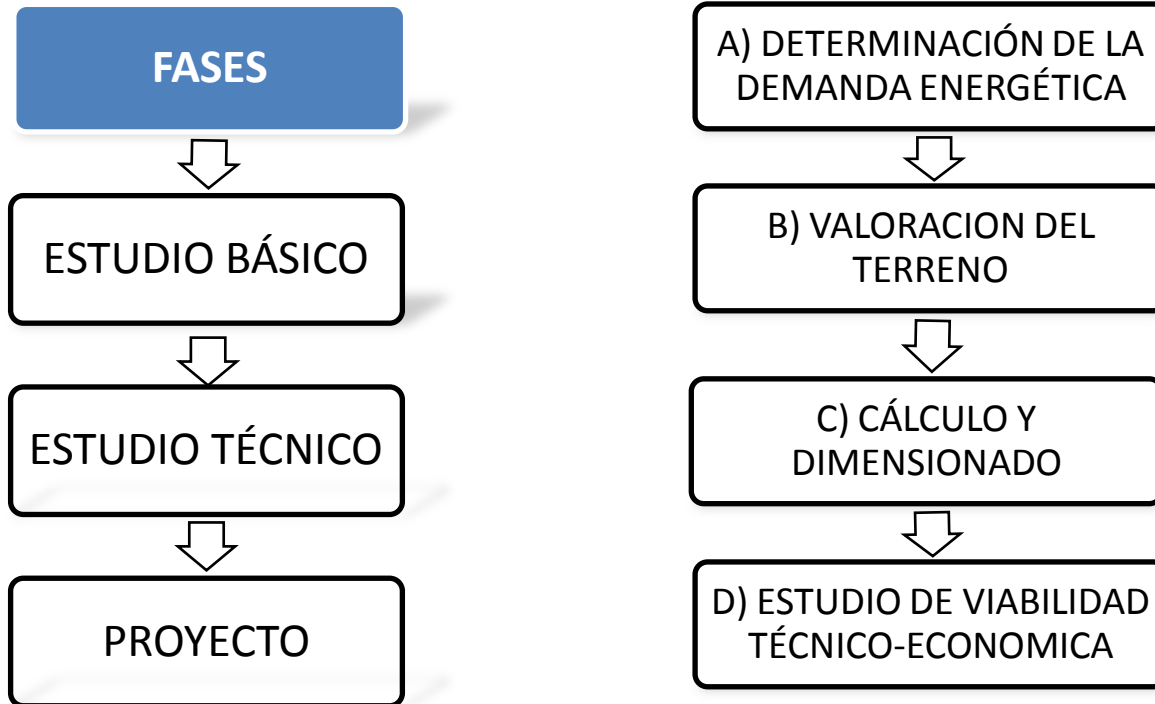 FASES
ESTUDIO BÁSICO
ESTUDIO TÉCNICO
PROYECTO
A) DETERMINACIÓN DE LA
DEMANDA ENERGÉTICA
B) VALORACION DEL
TERRENO
C) CÁLCULO Y
DIMENSIONADO
D) ESTUDIO DE VIABILIDAD
TÉCNICO-ECONOMICA